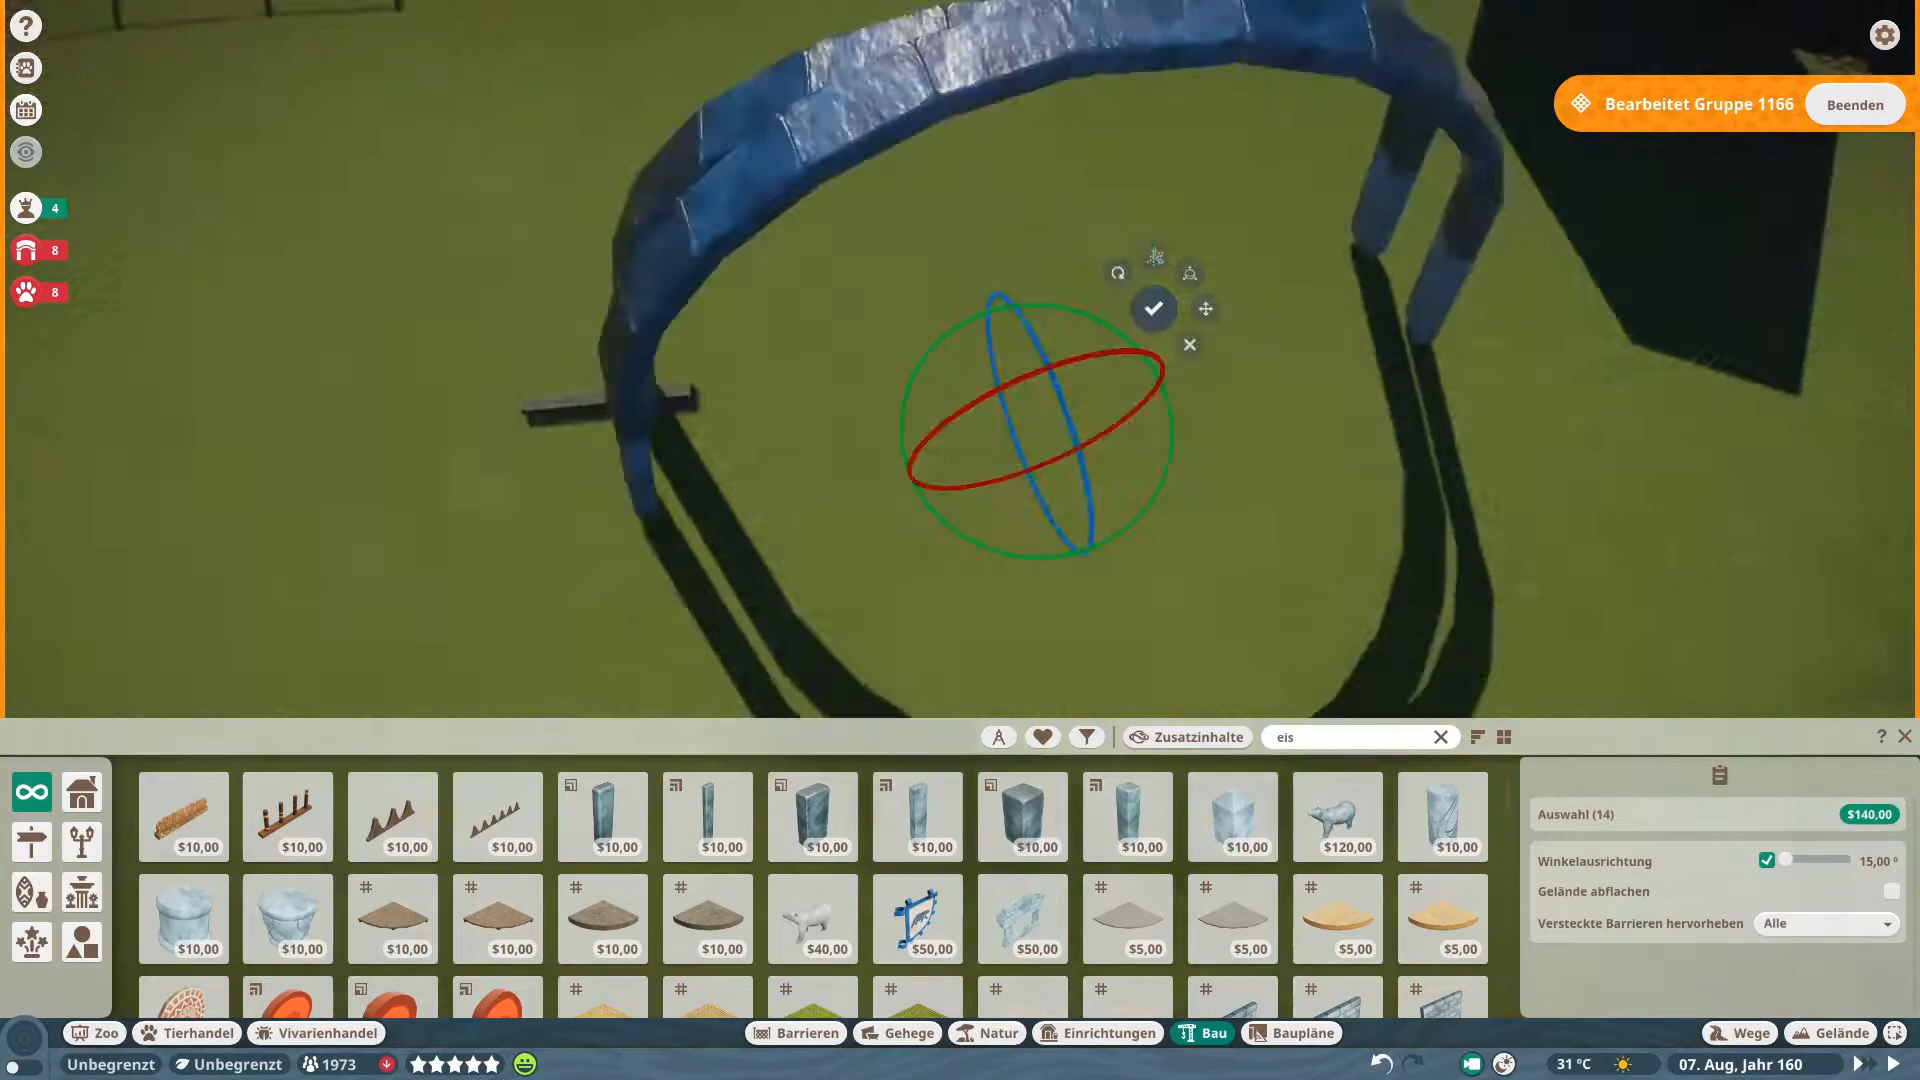 Bearbeitet Gruppe 1166
Beenden
4
8
8
Zusatzinhalte
eis
$10,00 $10,00 $10,00 $10,00 $10,00 $10,00 $10,00 $10,00 $10,00 $10,00 $10,00 $120,00 $10,00
$10,00 $10,00 $10,00 $10,00 $10,00 $10,00 $40,00 $50,00 $50,00 $5,00 $5,00 $5,00 $5,00
Auswahl (14)
$140,00
Winkelausrichtung
15,00 °
Gelände abflachen
Versteckte Barrieren hervorheben
Alle
Zoo
Tierhandel
Vivarienhandel
Barrieren
Gehege
Natur
Einrichtungen
Bau
Baupläne
Wege
Gelände
Unbegrenzt
Unbegrenzt
1973
31 °C
07. Aug, Jahr 160